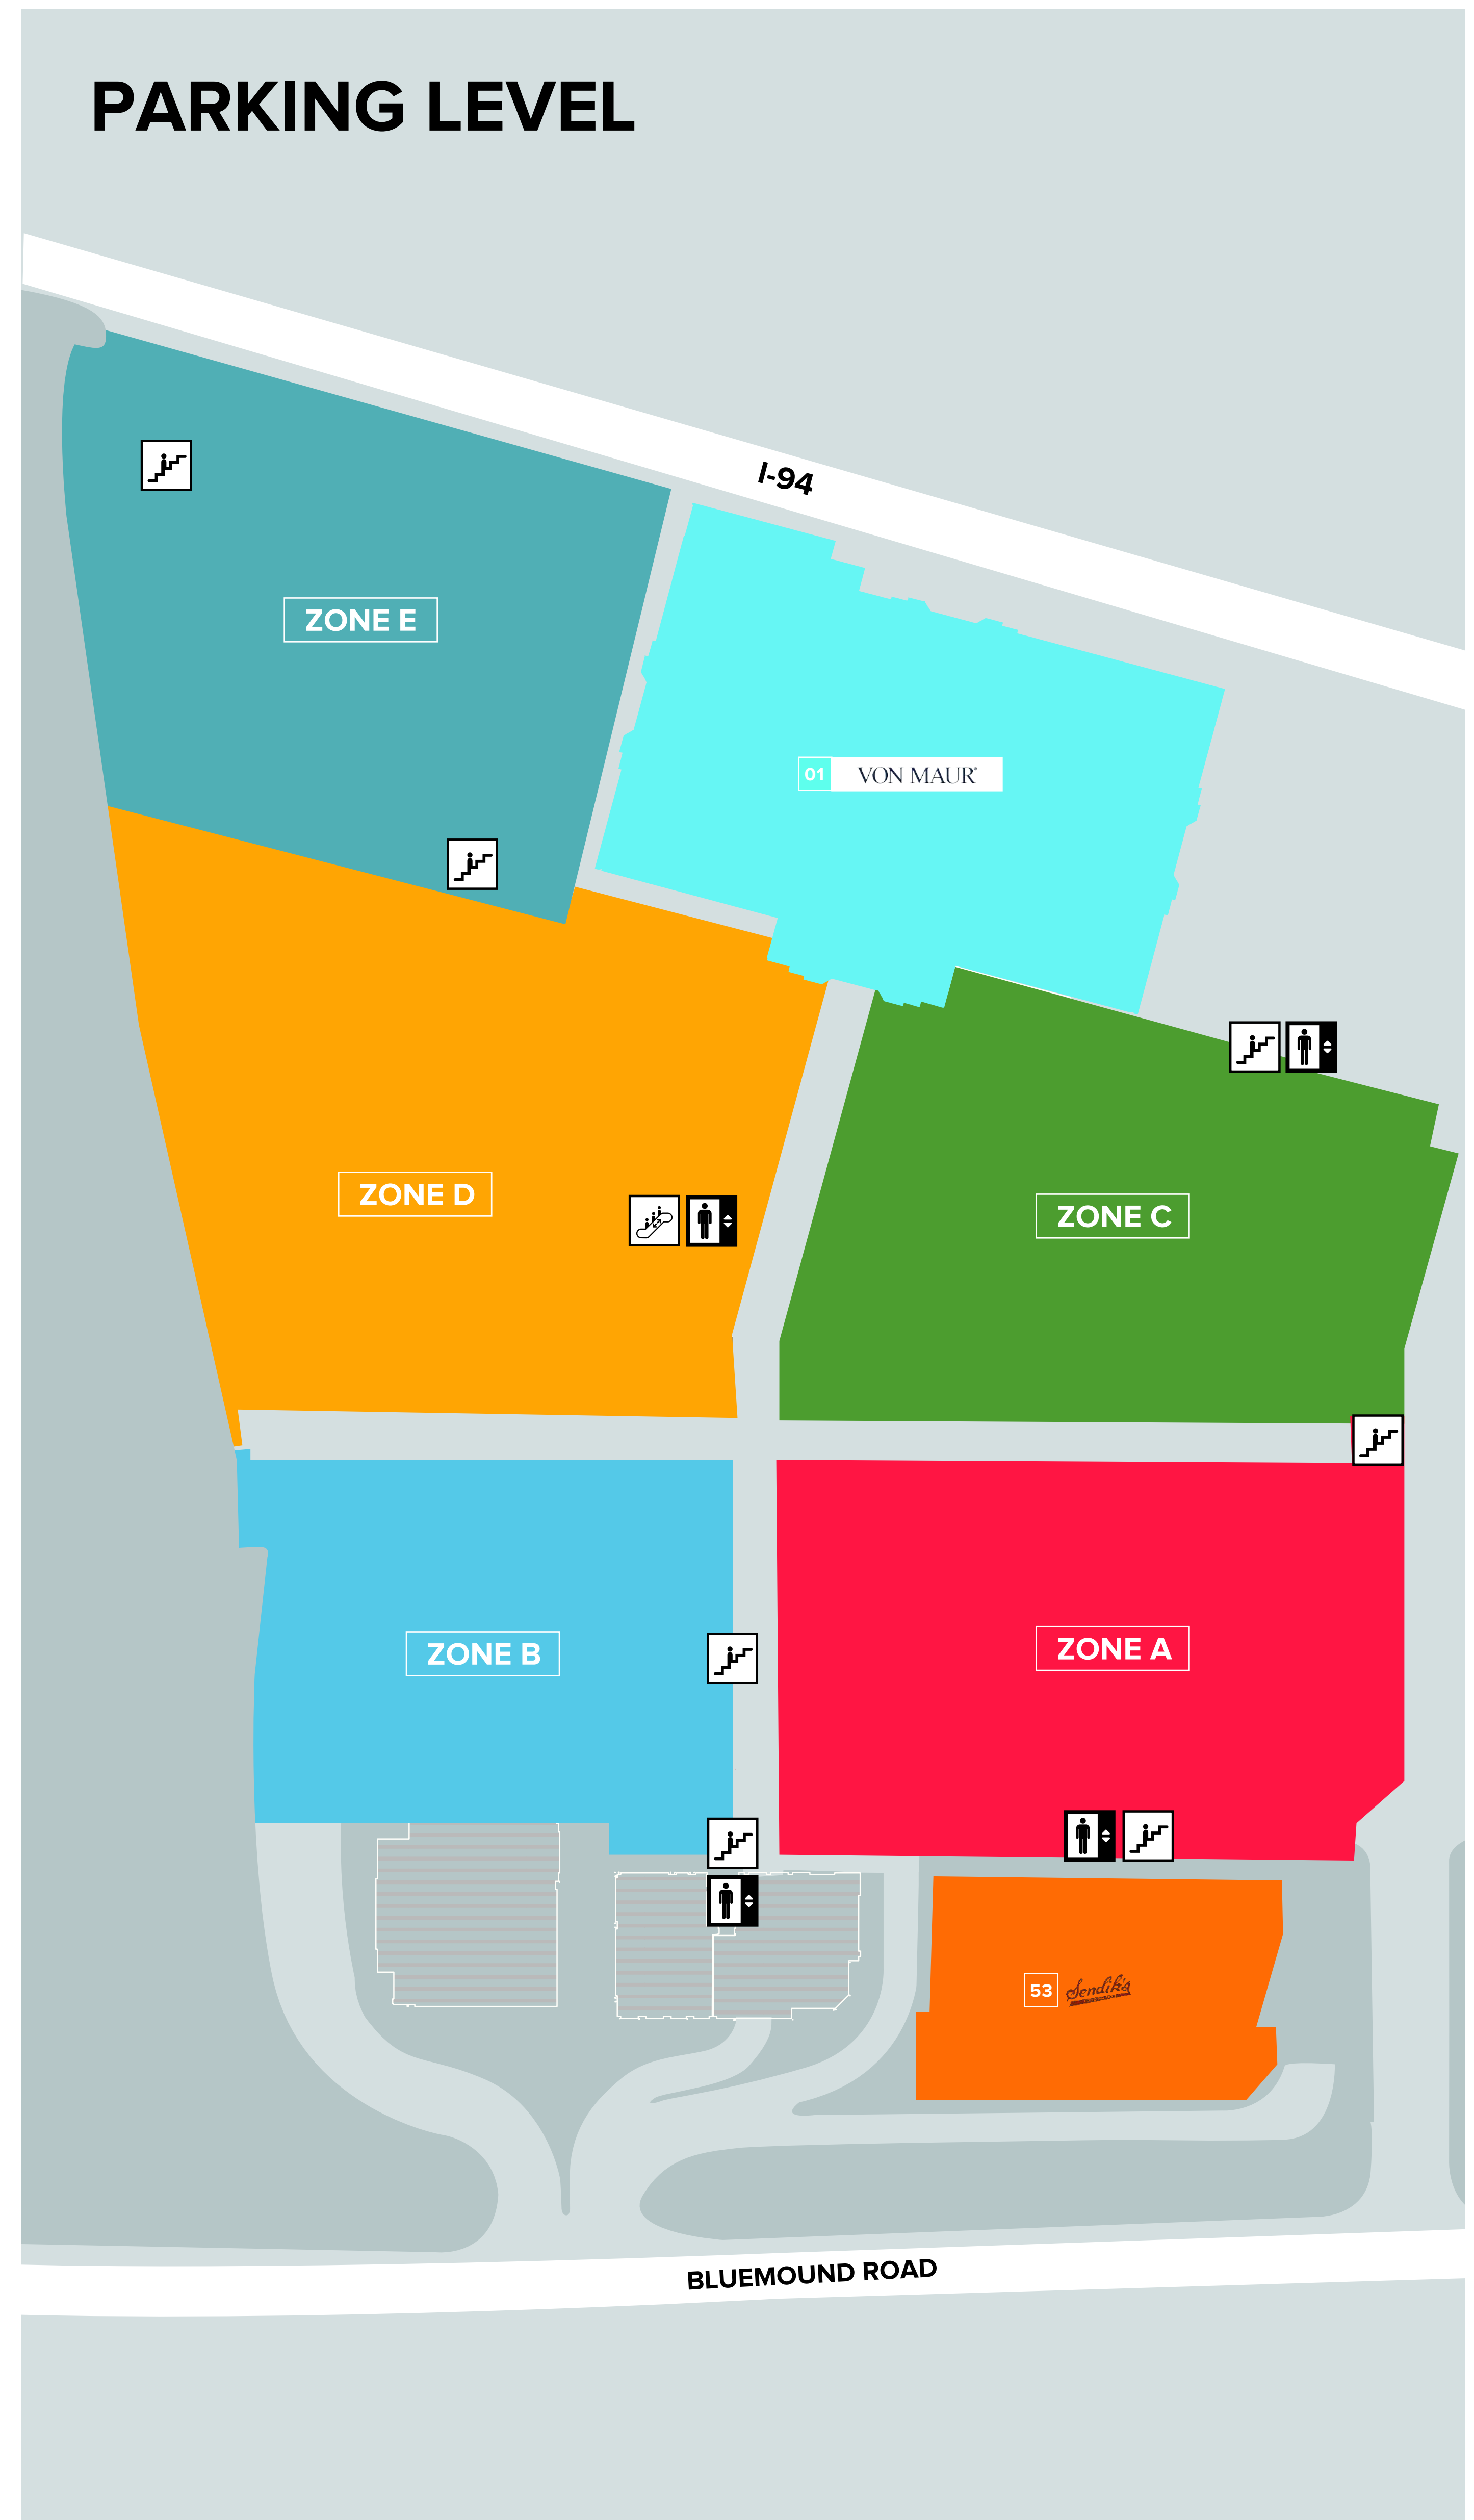 PARKING LEVEL
I-94
ZONE E
01 VON MAUR®
ZONE D
ZONE C
ZONE B
ZONE A
53 Sendik's
BLUEMOUND ROAD